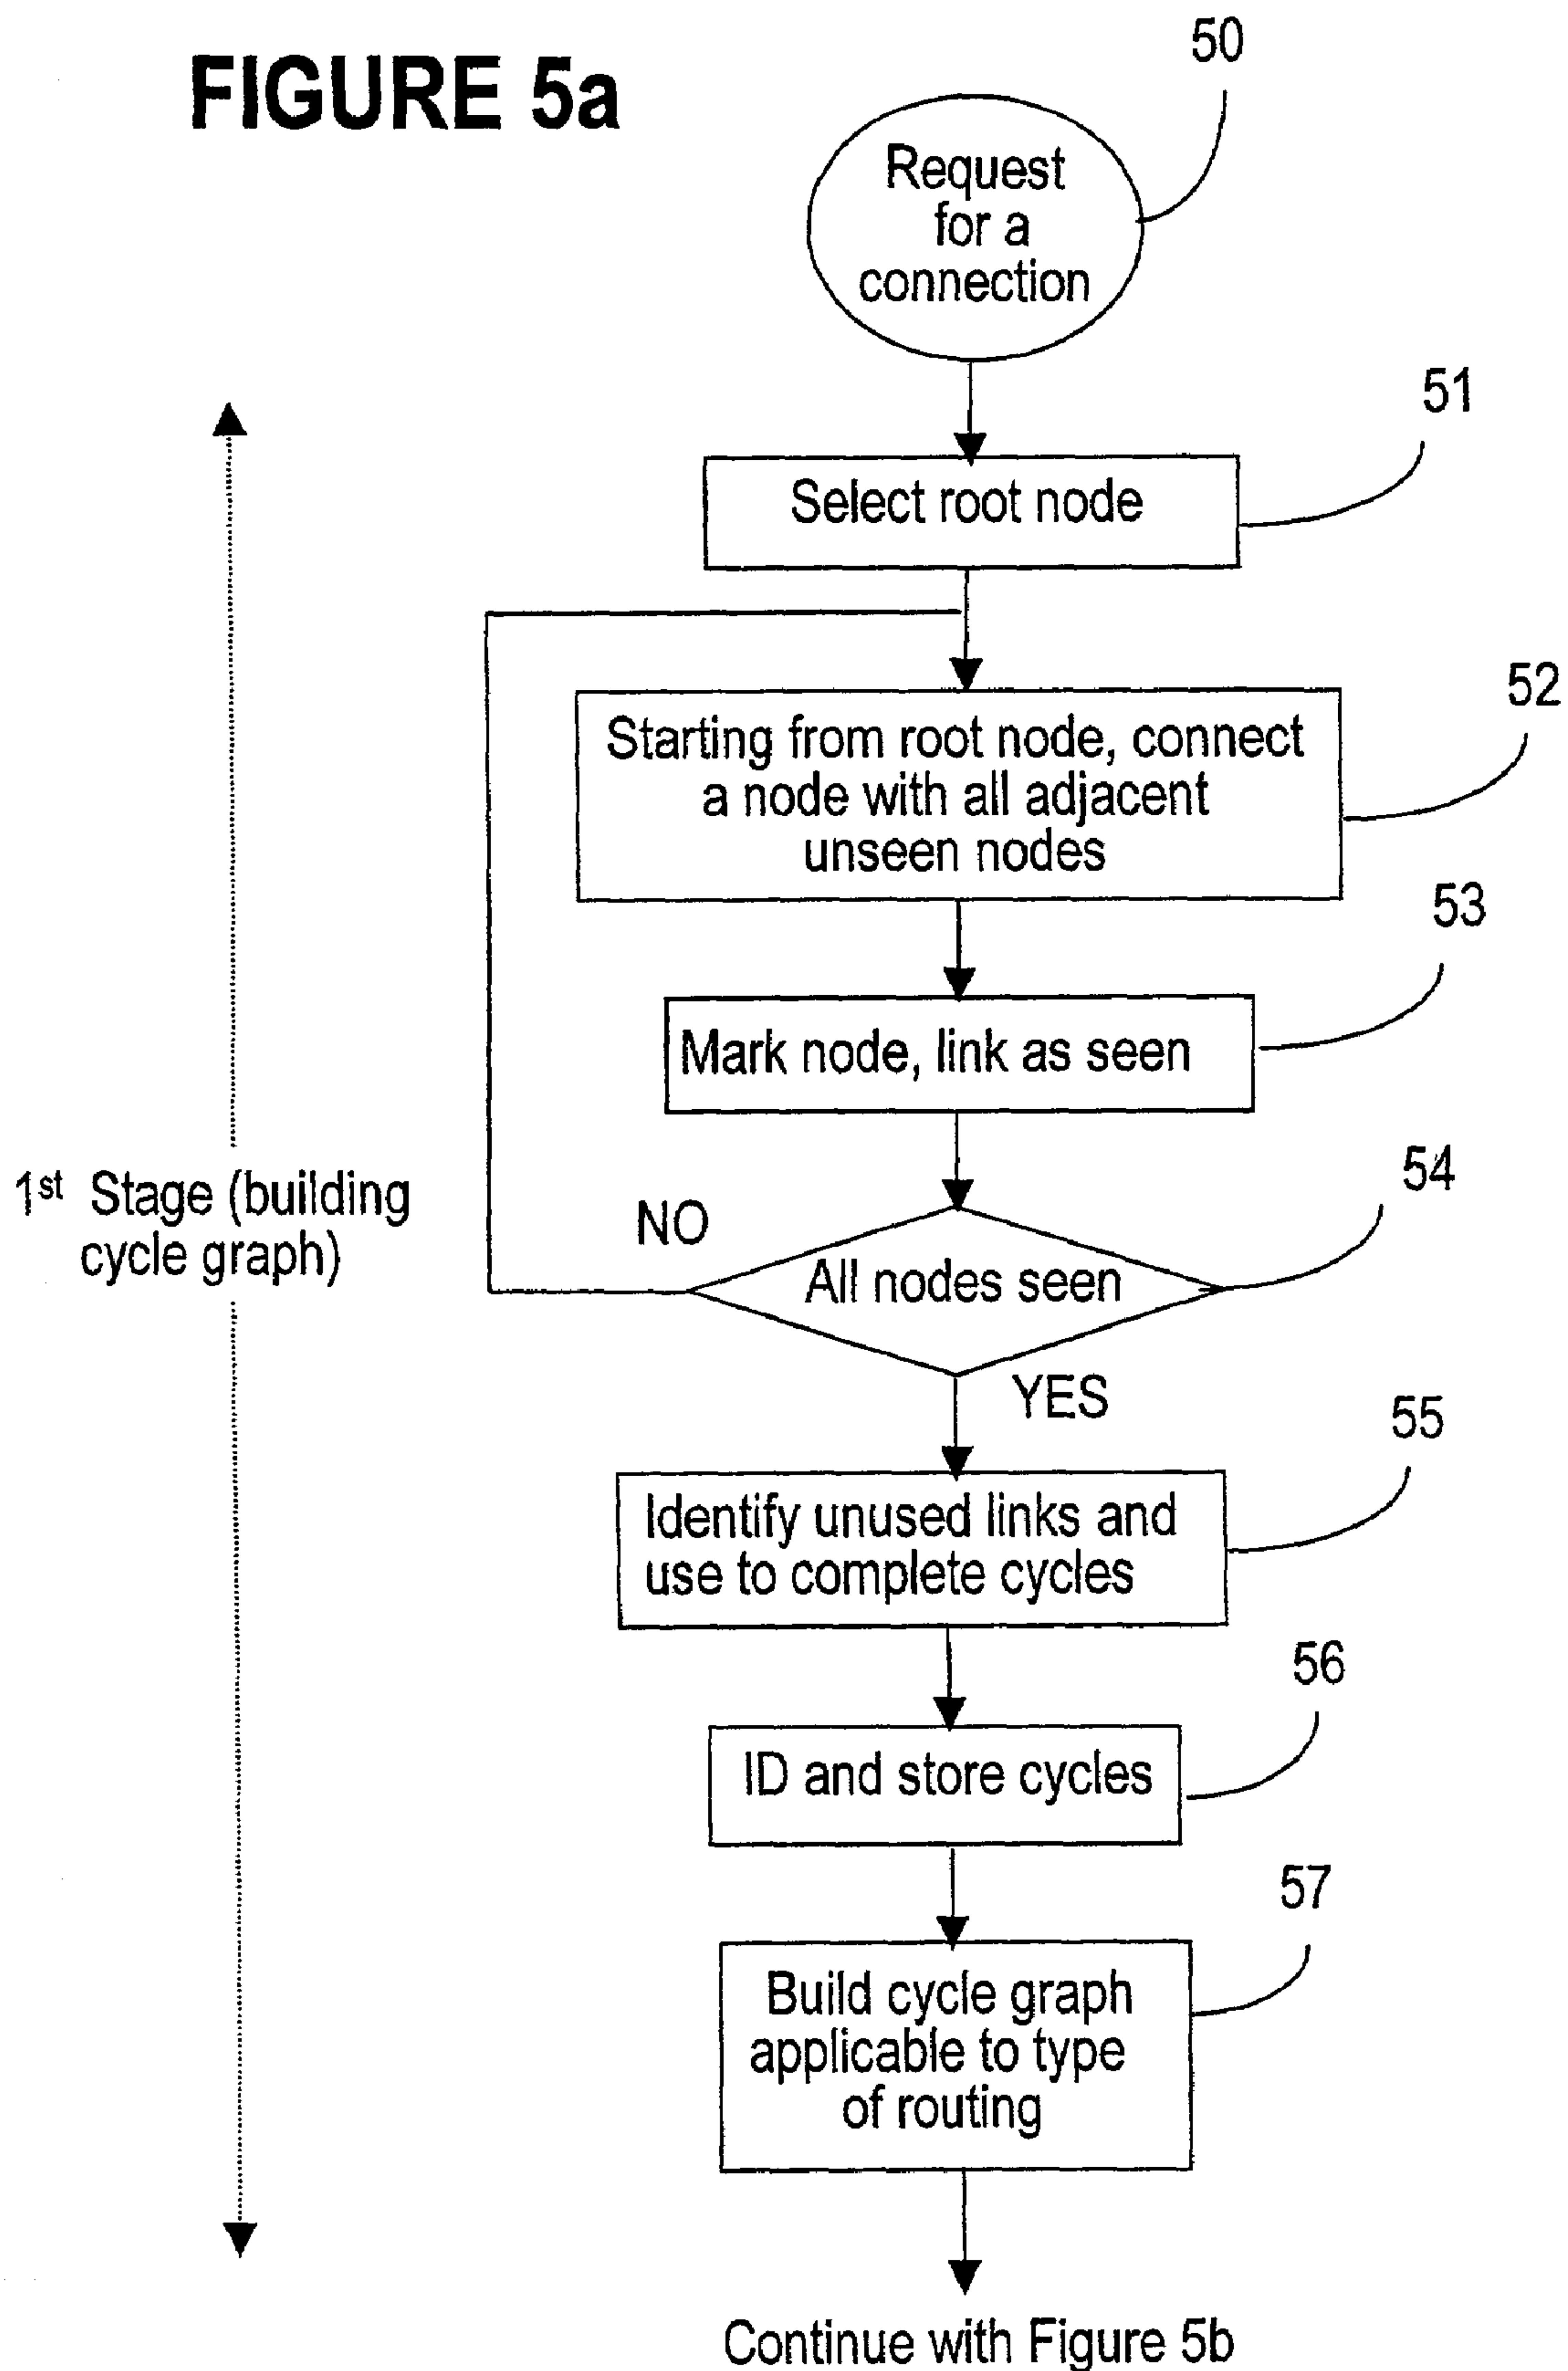 FIGURE 5a
50
Request
for a
connection
51
Select root node
52
Starting from root node, connect
a node with all adjacent
unseen nodes
53
Mark node, link as seen
54
1st Stage (building
cycle graph)
NO
All nodes seen
YES
55
Identify unused links and
use to complete cycles
56
ID and store cycles
57
Build cycle graph
applicable to type
of routing
Continue with Figure 5b